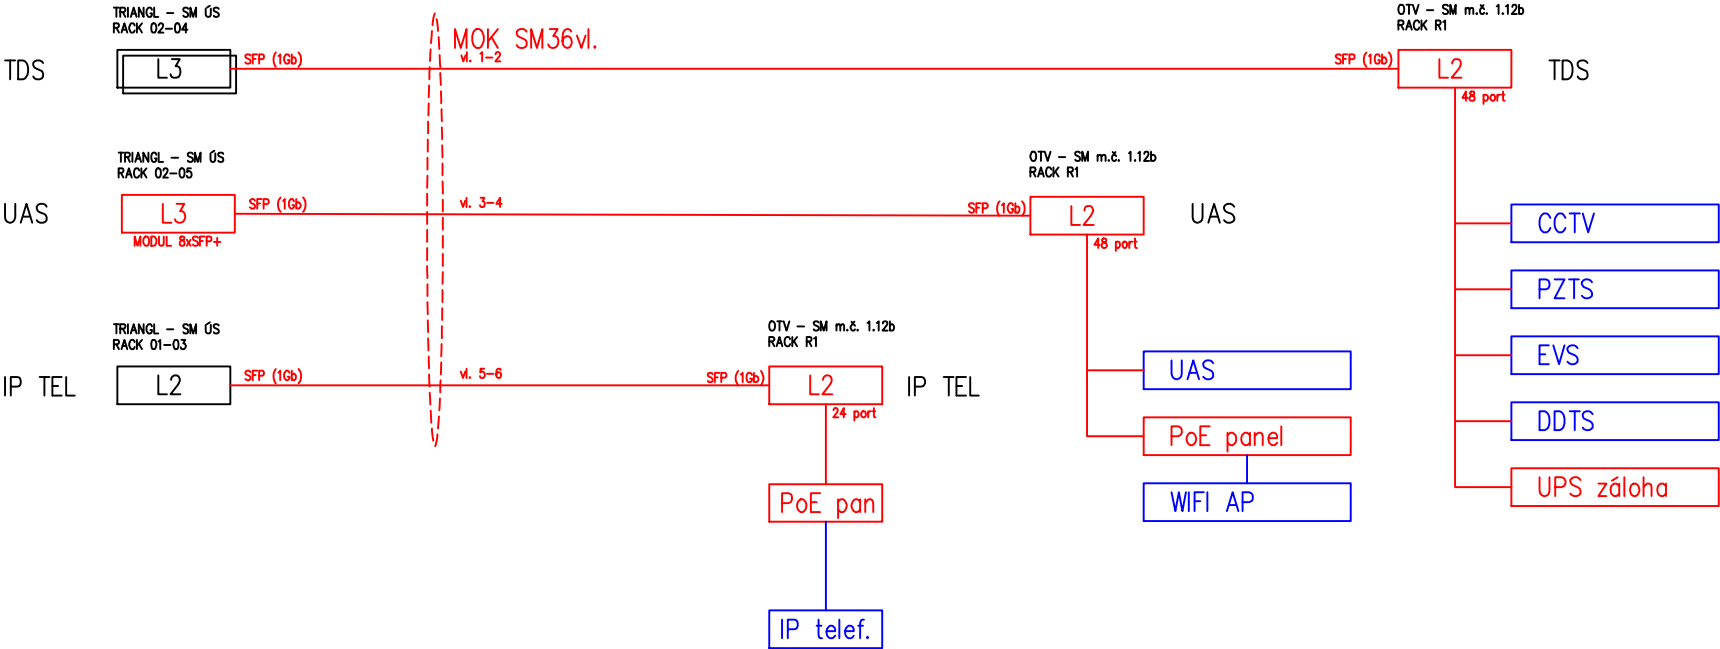 TRIANGL – SM ÚS
RACK 02–04
OTV – SM m.č. 1.12b
RACK R1
MOK SM36vl.
TDS
L3
SFP (1Gb)
vl. 1–2
SFP (1Gb)
L2
TDS
48 port
TRIANGL – SM ÚS
RACK 02–05
OTV – SM m.č. 1.12b
RACK R1
UAS
L3
SFP (1Gb)
vl. 3–4
SFP (1Gb)
L2
UAS
MODUL 8xSFP+
48 port
CCTV
PZTS
TRIANGL – SM ÚS
RACK 01–03
OTV – SM m.č. 1.12b
RACK R1
EVS
IP TEL
L2
SFP (1Gb)
vl. 5–6
SFP (1Gb)
L2
IP TEL
24 port
UAS
DDTS
PoE panel
UPS záloha
PoE pan
WIFI AP
IP telef.